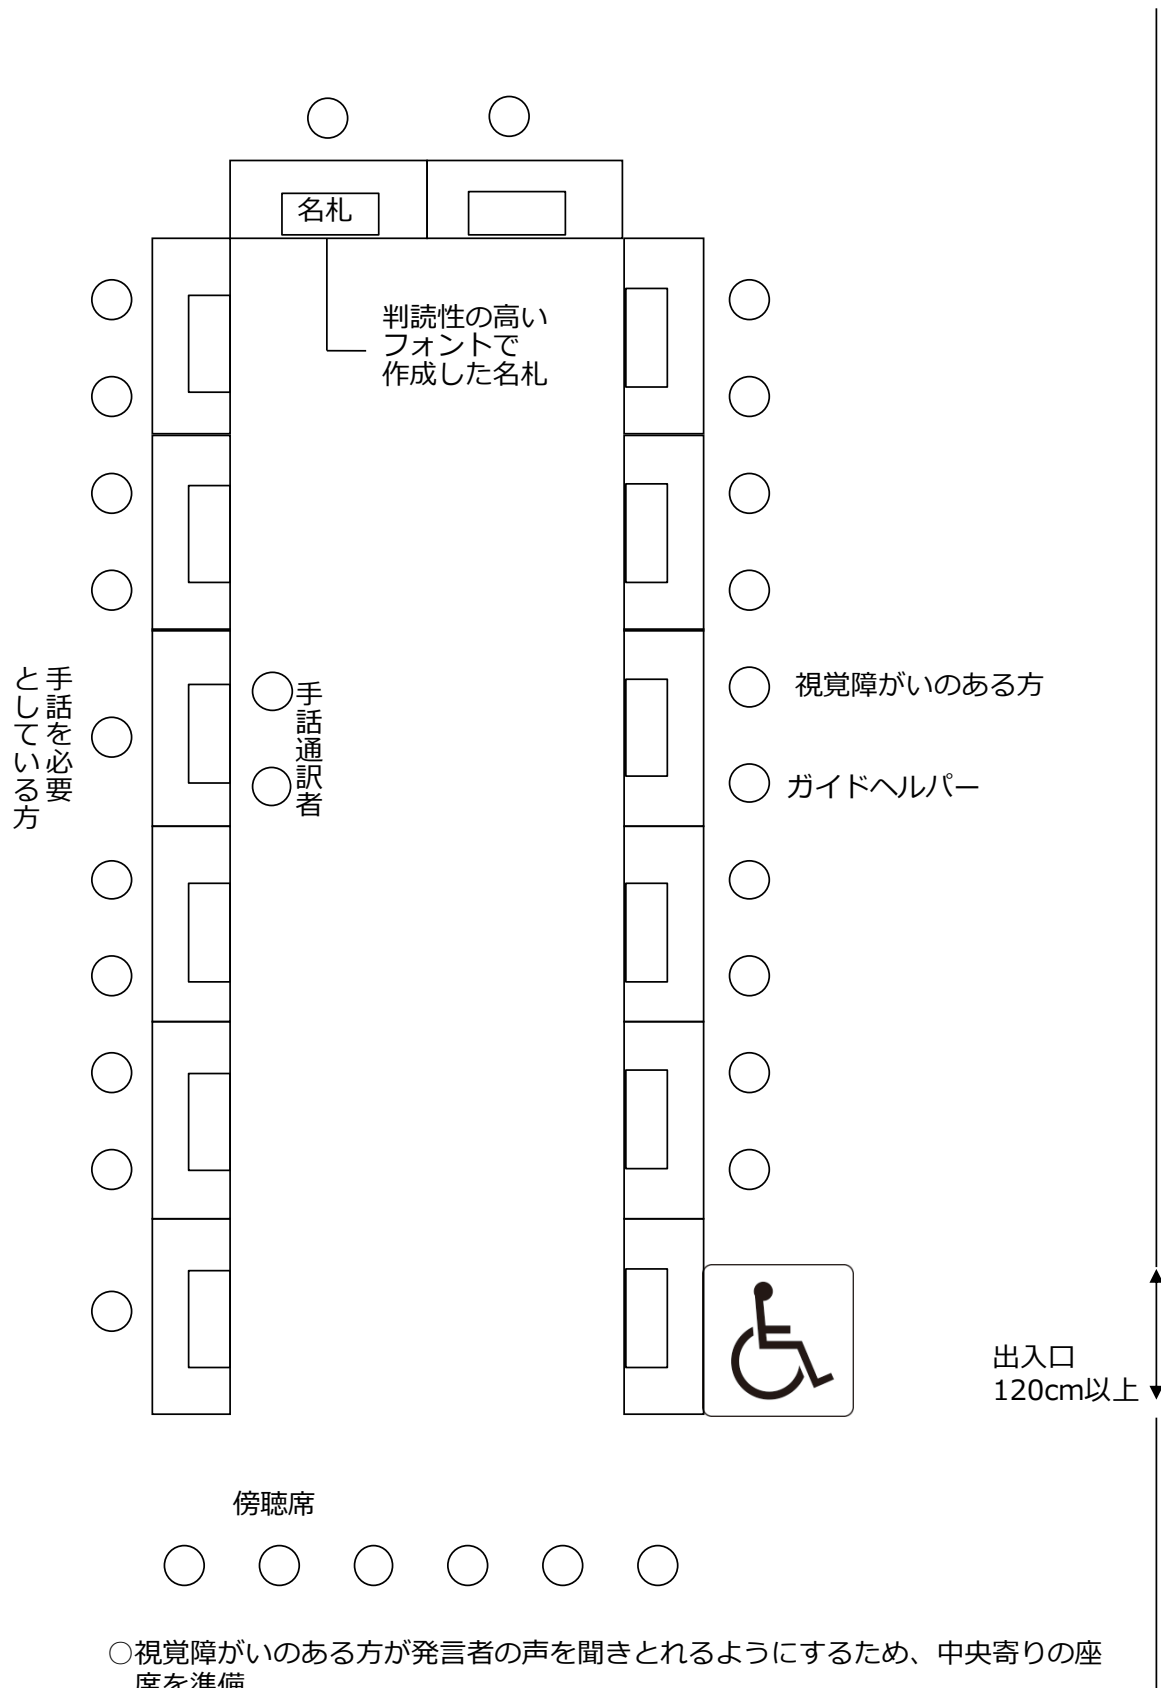 名札
判読性の高い
フォントで
作成した名札
手話を必要
としている方
手話通訳者
視覚障がいのある方
ガイドヘルパー
出入口
120cm以上
傍聴席
○視覚障がいのある方が発言者の声を聞きとれるようにするため、中央寄りの座
席を準備